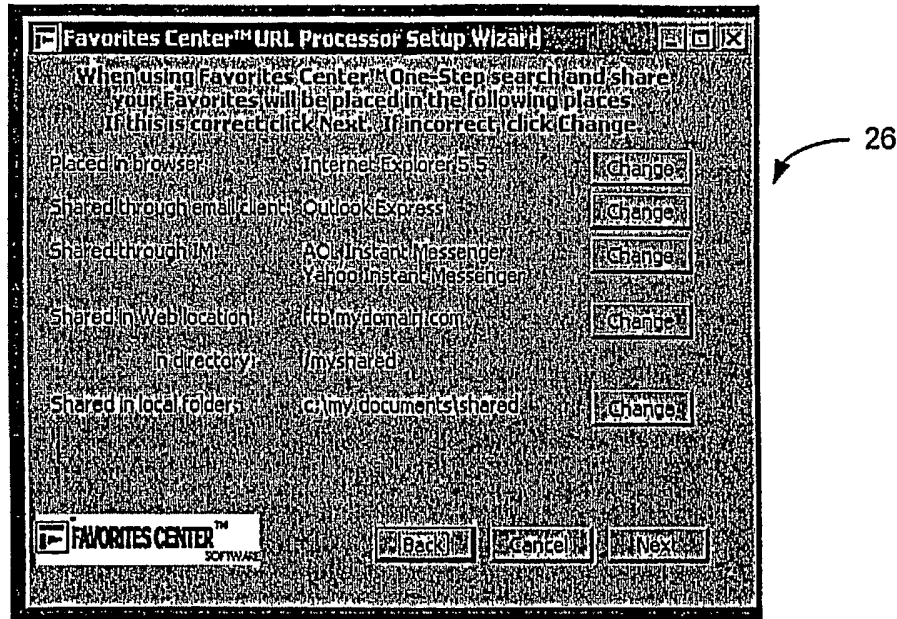 Favorites Center™ URL Processor Setup Wizard
When using Favorites Center™ One-Step search and share
your Favorites will be placed in the following places.
If this is correct click Next. If incorrect, click Change.
Placed in browser: Internet Explorer 5.5 Change
Shared through email client: Outlook Express Change
Shared through IM: AOL Instant Messenger Change
Yahoo Instant Messenger
Shared in Web location: ftp.mydomain.com Change
In directory: /myshared
Shared in local folder: c:\my documents\shared Change
FAVORITES CENTER™
SOFTWARE
Back Cancel Next
26